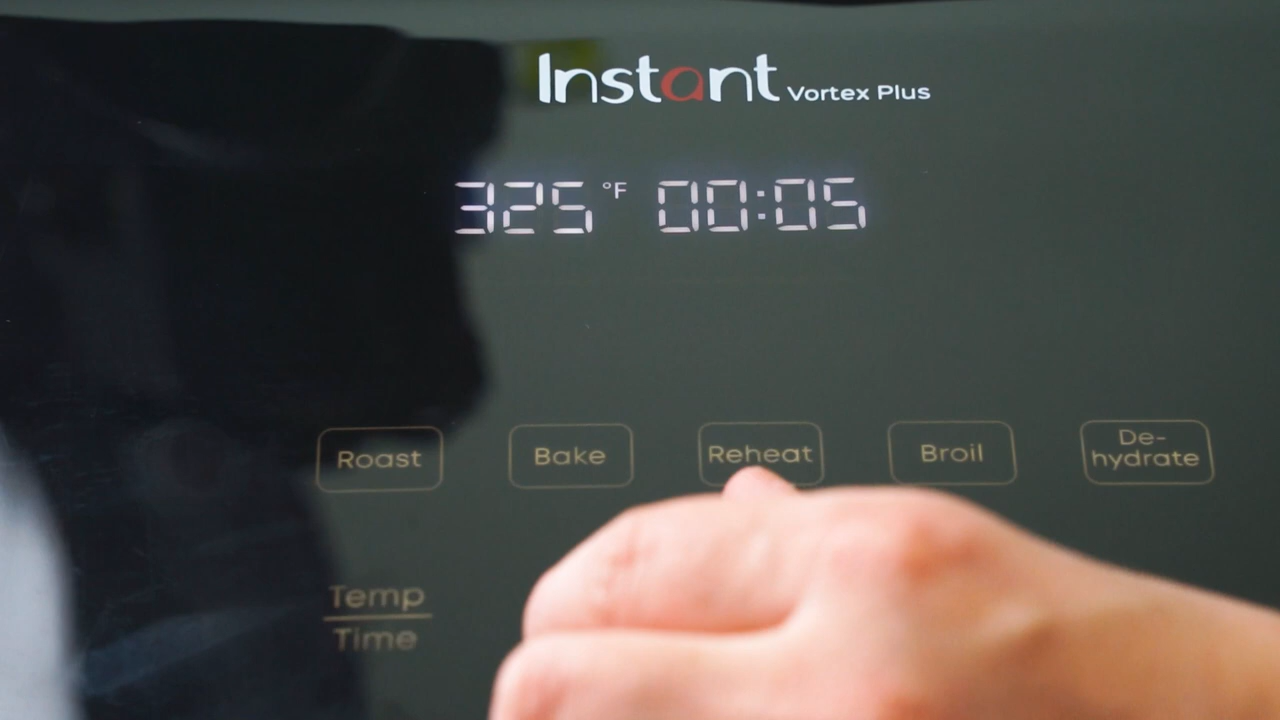 Instant Vortex Plus
325 °F 00:05
Roast Bake Reheat Broil De-
hydrate
Temp
Time